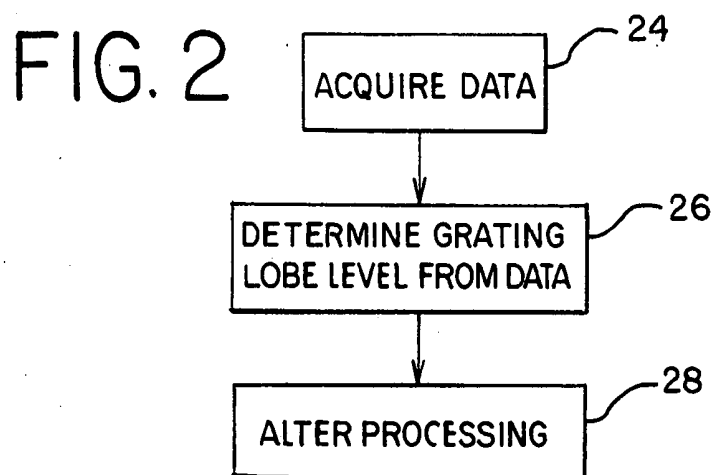 FIG. 2
24
ACQUIRE DATA
26
DETERMINE GRATING
LOBE LEVEL FROM DATA
28
ALTER PROCESSING